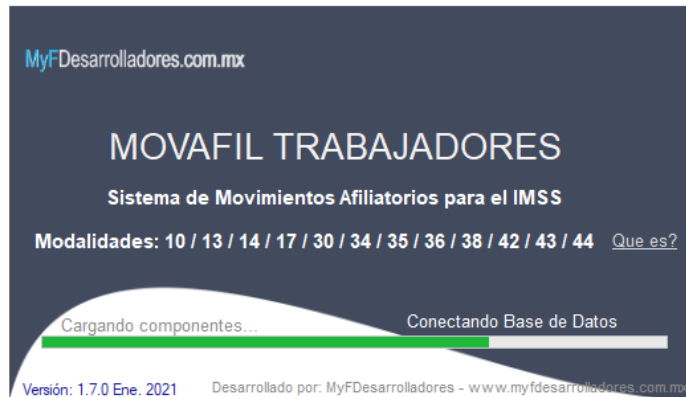 MyFDesarrolladores.com.mx
MOVAFIL TRABAJADORES
Sistema de Movimientos Afiliatorios para el IMSS
Modalidades: 10 / 13 / 14 / 17 / 30 / 34 / 35 / 36 / 38 / 42 / 43 / 44 Que es?
Cargando componentes... Conectando Base de Datos
Versión: 1.7.0 Ene. 2021 Desarrollado por: MyFDesarrolladores - www.myfdesarrolladores.com.mx